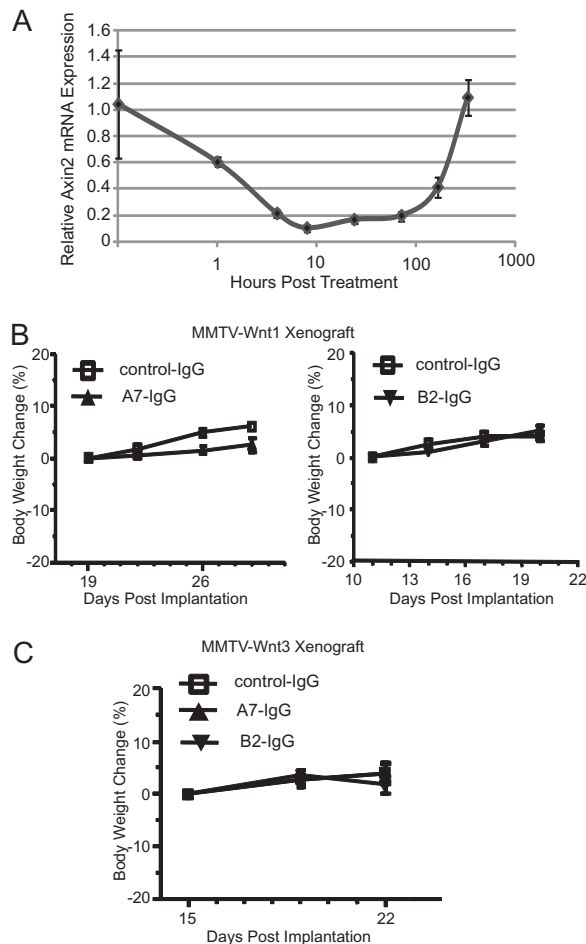 A
Relative Axin2 mRNA Expression
1.6
1.4
1.2
1.0
0.8
0.6
0.4
0.2
0
1
10
100
1000
Hours Post Treatment
B
MMTV-Wnt1 Xenograft
Body Weight Change (%)
20
10
0
-10
-20
control-IgG
A7-IgG
19
26
Days Post Implantation
Body Weight Change (%)
20
10
0
-10
-20
control-IgG
B2-IgG
10
13
16
19
22
Days Post Implantation
C
MMTV-Wnt3 Xenograft
Body Weight Change (%)
20
10
0
-10
-20
control-IgG
A7-IgG
B2-IgG
15
22
Days Post Implantation